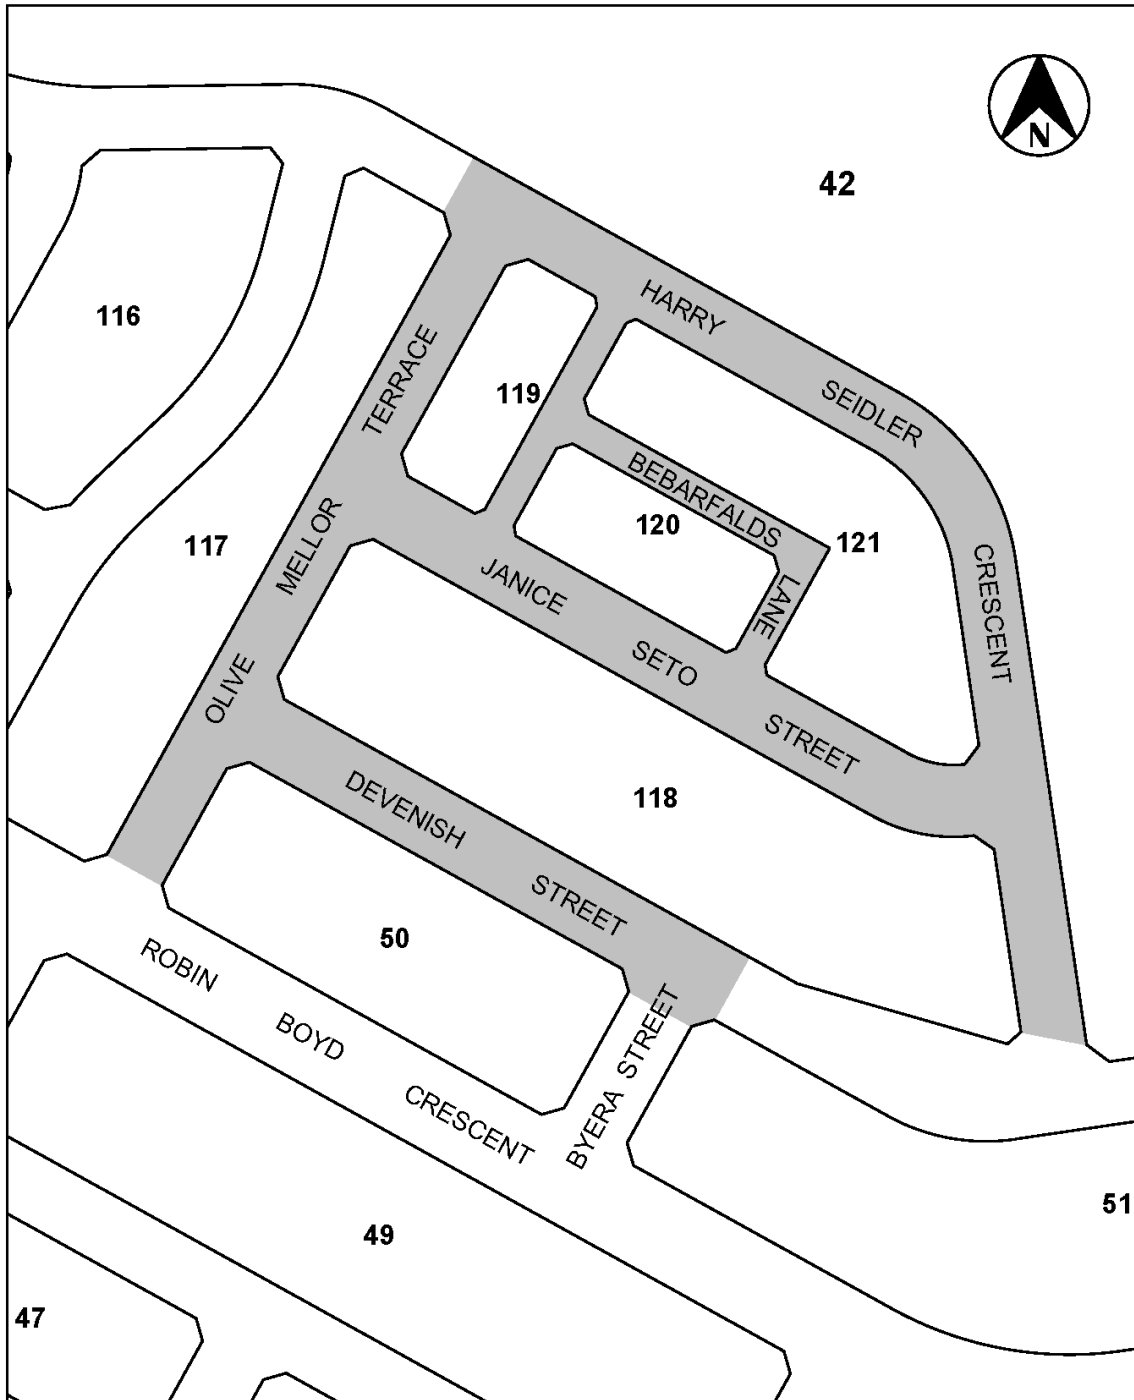 N
42
116
HARRY SEIDLER CRESCENT
OLIVE MELLOR TERRACE
119
BEBARFALDS LANE
120
121
117
JANICE SETO STREET
118
DEVENISH STREET
50
ROBIN BOYD CRESCENT
BYERA STREET
51
49
47